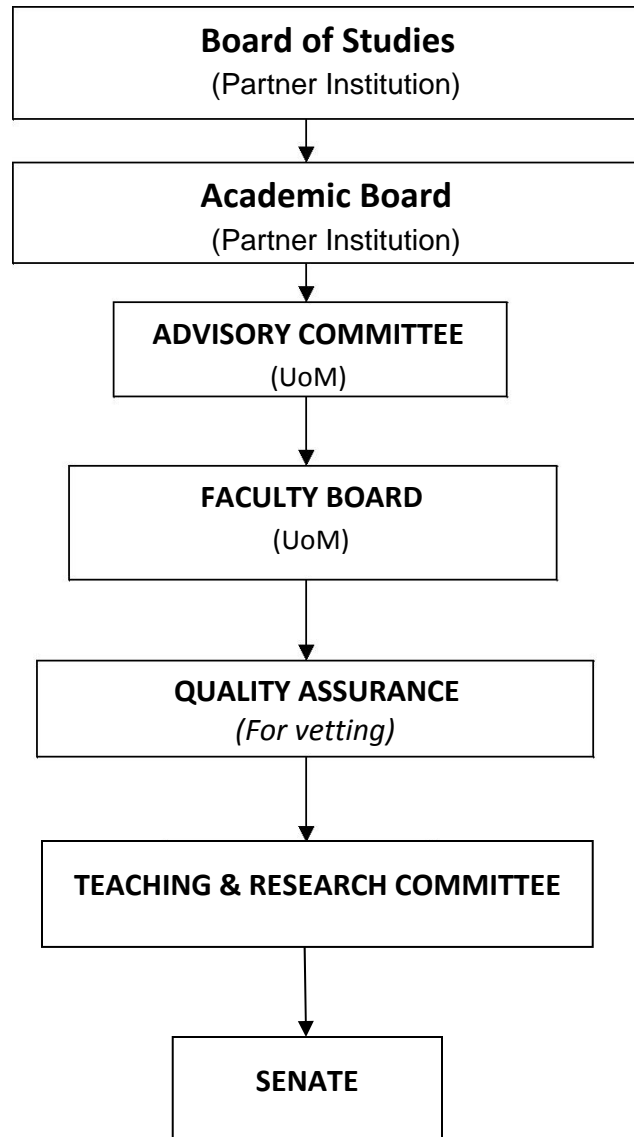 Board of Studies
(Partner Institution)
Academic Board
(Partner Institution)
ADVISORY COMMITTEE
(UoM)
FACULTY BOARD
(UoM)
QUALITY ASSURANCE
(For vetting)
TEACHING & RESEARCH COMMITTEE
SENATE